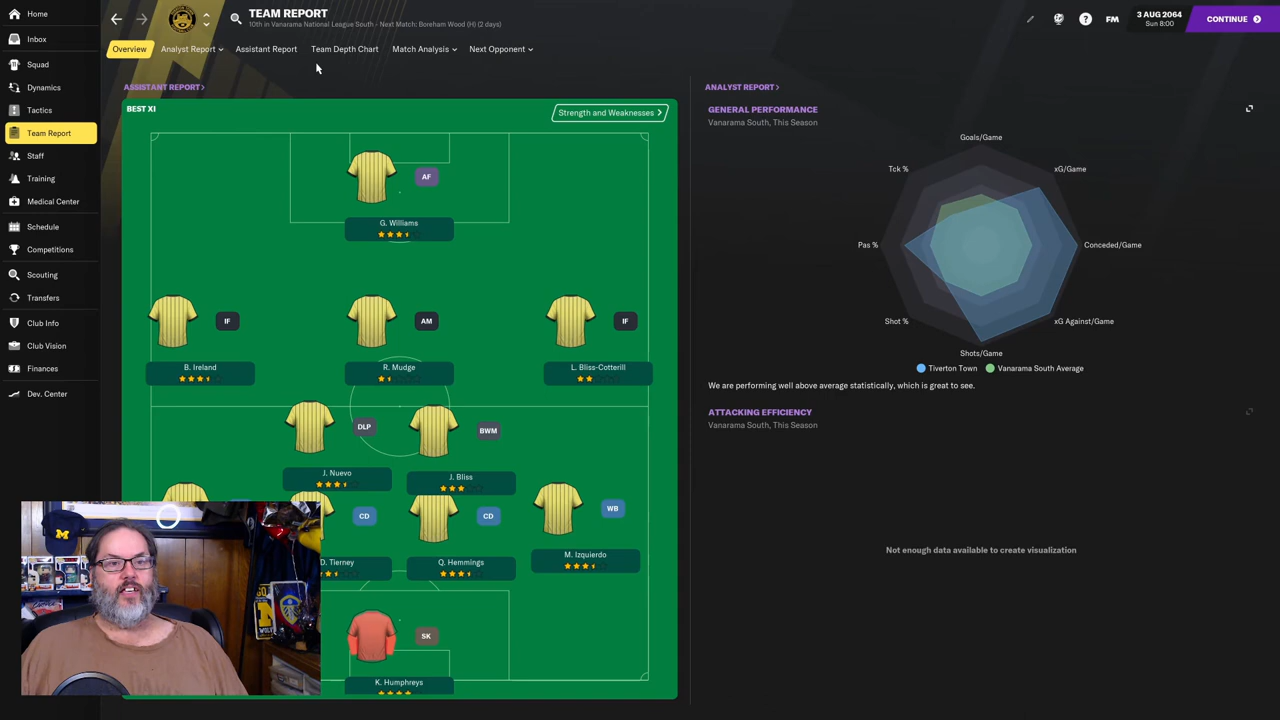 Home
Inbox
Squad
Dynamics
Tactics
Team Report
Staff
Training
Medical Center
Schedule
Competitions
Scouting
Transfers
Club Info
Club Vision
Finances
Dev. Center
TEAM REPORT
10th in Vanarama National League South - Next Match: Boreham Wood (H) (2 days)
FM
3 AUG 2064
SUN 8:00
CONTINUE
Overview
Analyst Report
Assistant Report
Team Depth Chart
Match Analysis
Next Opponent
ASSISTANT REPORT
BEST XI
Strength and Weaknesses
AF
G. Williams
IF
B. Ireland
AM
R. Mudge
IF
L. Bliss-Cotterill
DLP
J. Nuevo
BWM
J. Bliss
CD
D. Tierney
CD
Q. Hemmings
WB
M. Izquierdo
SK
K. Humphreys
ANALYST REPORT
GENERAL PERFORMANCE
Vanarama South, This Season
Goals/Game
xG/Game
Conceded/Game
xG Against/Game
Shots/Game
Shot %
Pas %
Tck %
Tiverton Town
Vanarama South Average
We are performing well above average statistically, which is great to see.
ATTACKING EFFICIENCY
Vanarama South, This Season
Not enough data available to create visualization
M